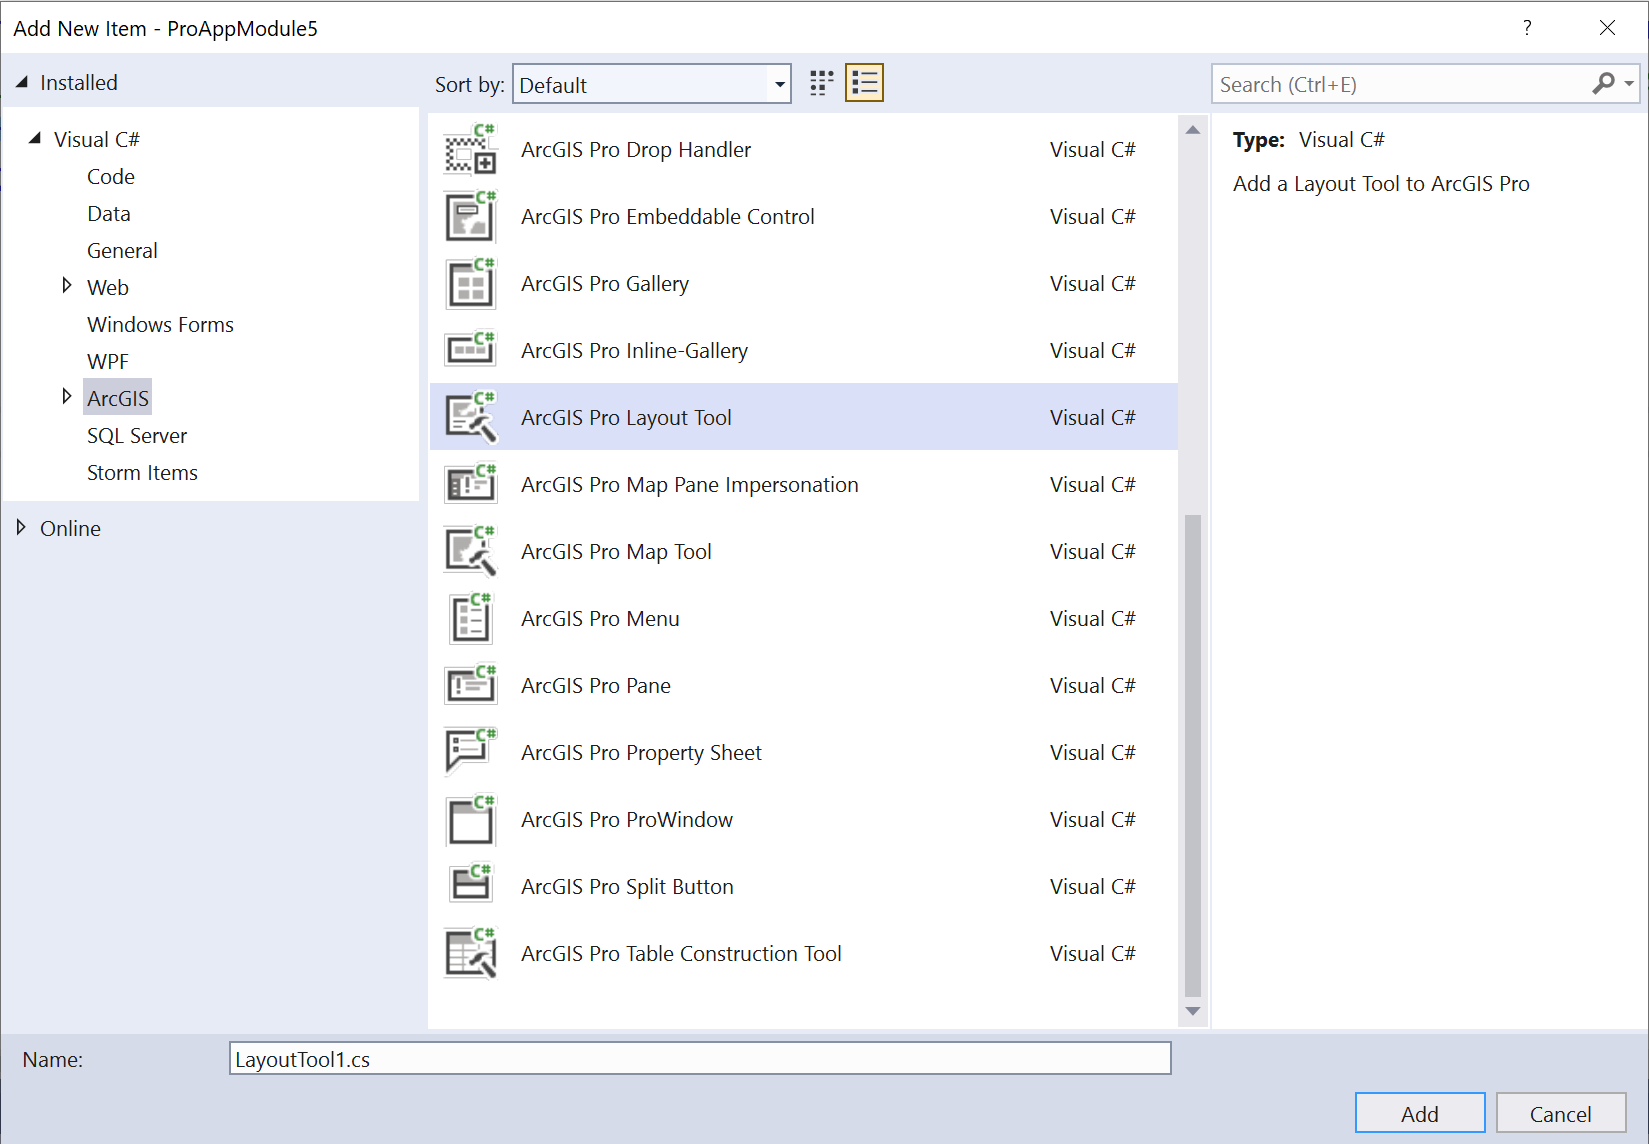 Add New Item - ProAppModule5
?
Installed
Sort by: Default
Search (Ctrl+E)
Visual C#
Code
Data
General
Web
Windows Forms
WPF
ArcGIS
SQL Server
Storm Items
Online
C# ArcGIS Pro Drop Handler Visual C#
C# ArcGIS Pro Embeddable Control Visual C#
C# ArcGIS Pro Gallery Visual C#
C# ArcGIS Pro Inline-Gallery Visual C#
C# ArcGIS Pro Layout Tool Visual C#
C# ArcGIS Pro Map Pane Impersonation Visual C#
C# ArcGIS Pro Map Tool Visual C#
C# ArcGIS Pro Menu Visual C#
C# ArcGIS Pro Pane Visual C#
C# ArcGIS Pro Property Sheet Visual C#
C# ArcGIS Pro ProWindow Visual C#
C# ArcGIS Pro Split Button Visual C#
C# ArcGIS Pro Table Construction Tool Visual C#
Type: Visual C#
Add a Layout Tool to ArcGIS Pro
Name: LayoutTool1.cs
Add Cancel